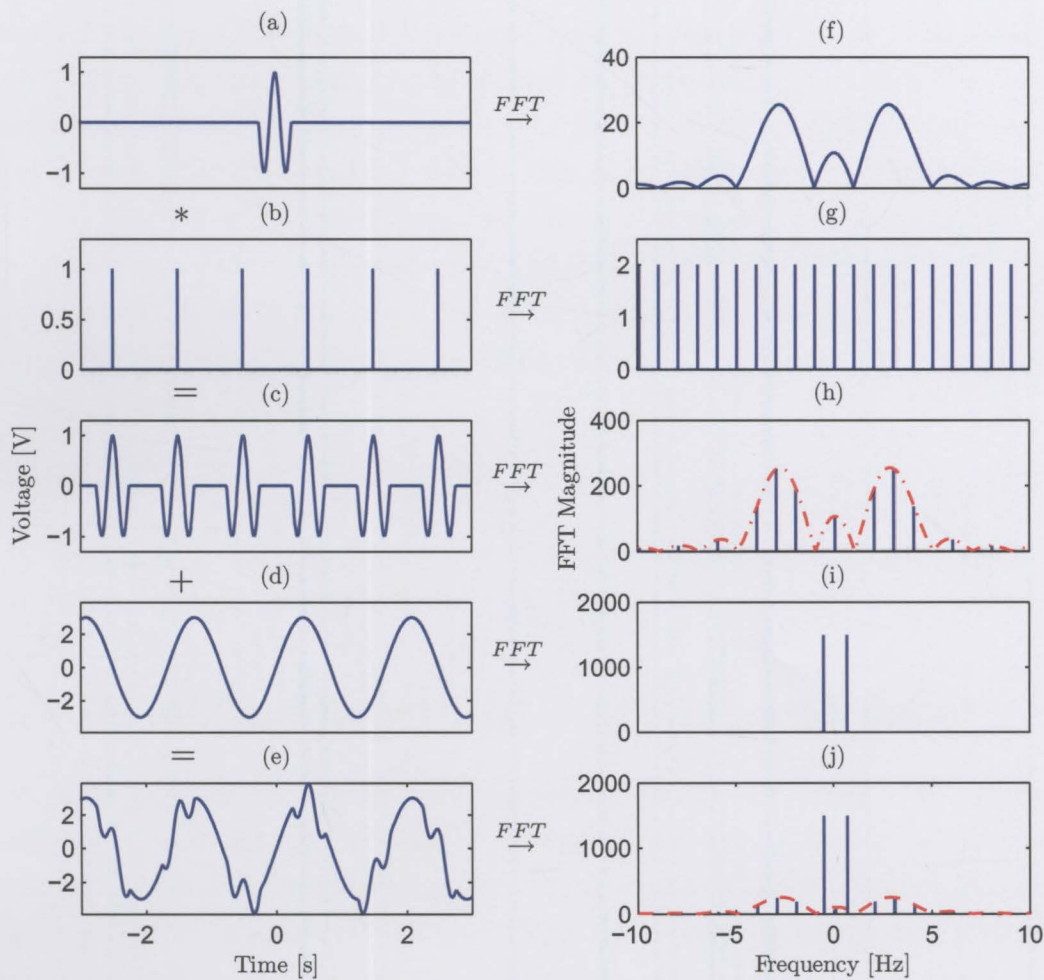 (a)
(f)
1
0
−1
FFT
→
40
20
0
*
(b)
(g)
1
0.5
0
FFT
→
2
1
0
=
(c)
(h)
1
0
−1
FFT
→
400
200
0
+
(d)
(i)
2
0
−2
FFT
→
2000
1000
0
=
(e)
(j)
2
0
−2
FFT
→
2000
1000
0
−2
0
2
−10
−5
0
5
10
Time [s]
Frequency [Hz]
Voltage [V]
FFT Magnitude